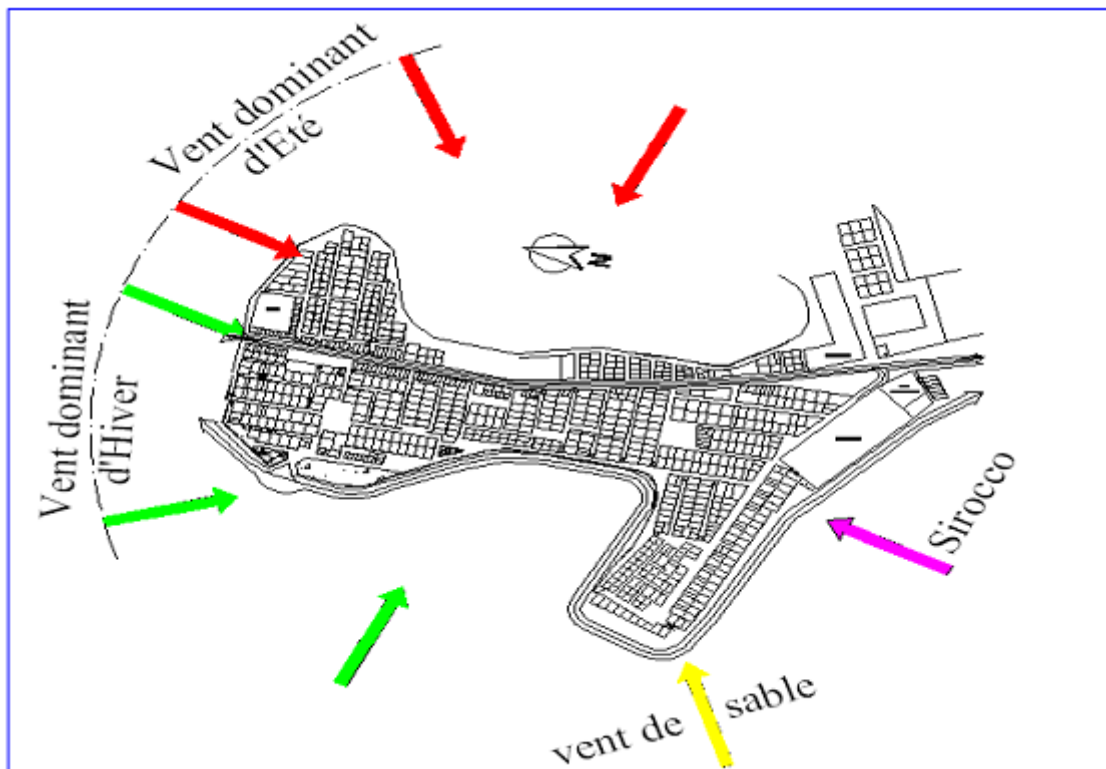 Vent dominant
d'Eté
N
Vent dominant
d'Hiver
Sirocco
vent de sable